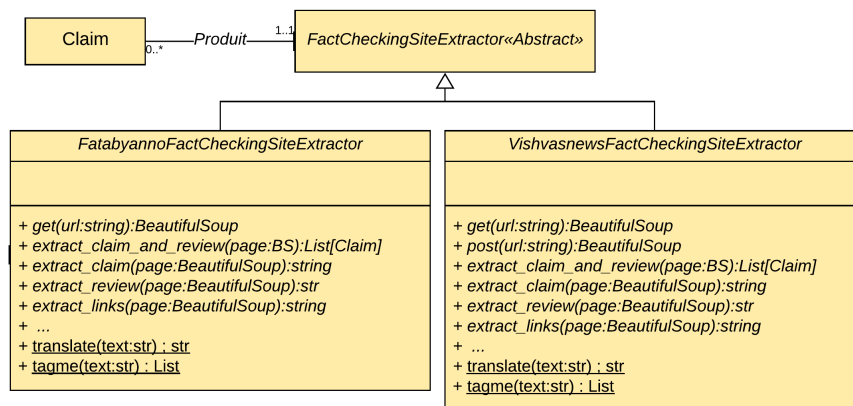 Claim
0..*
Produit
1..1
FactCheckingSiteExtractor«Abstract»
FatabyannoFactCheckingSiteExtractor
+ get(url:string):BeautifulSoup
+ extract_claim_and_review(page:BS):List[Claim]
+ extract_claim(page:BeautifulSoup):string
+ extract_review(page:BeautifulSoup):str
+ extract_links(page:BeautifulSoup):string
+ ...
+ translate(text:str) ; str
+ tagme(text:str) : List
VishvasnewsFactCheckingSiteExtractor
+ get(url:string):BeautifulSoup
+ post(url:string):BeautifulSoup
+ extract_claim_and_review(page:BS):List[Claim]
+ extract_claim(page:BeautifulSoup):string
+ extract_review(page:BeautifulSoup):str
+ extract_links(page:BeautifulSoup):string
+ ...
+ translate(text:str) ; str
+ tagme(text:str) : List